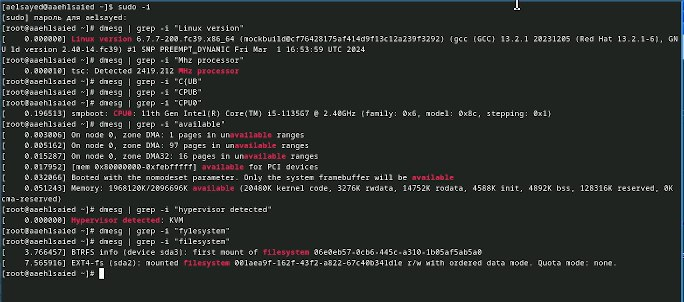 [aelsayed@aaehlsaied ~]$ sudo -i
[sudo] пароль для aelsayed:
[root@aaehlsaied ~]# dmesg | grep -i "Linux version"
[    0.000000] Linux version 6.7.7-200.fc39.x86_64 (mockbuild@cf76428175af414d9f13c12a239f3292) (gcc (GCC) 13.2.1 20231205 (Red Hat 13.2.1-6), GN
U ld version 2.40-14.fc39) #1 SMP PREEMPT_DYNAMIC Fri Mar  1 16:53:59 UTC 2024
[root@aaehlsaied ~]# dmesg | grep -i "Mhz processor"
[    0.000010] tsc: Detected 2419.212 MHz processor
[root@aaehlsaied ~]# dmesg | grep -i "C{UB"
[root@aaehlsaied ~]# dmesg | grep -i "CPUB"
[root@aaehlsaied ~]# dmesg | grep -i "CPU0"
[    0.196513] smpboot: CPU0: 11th Gen Intel(R) Core(TM) i5-1135G7 @ 2.40GHz (family: 0x6, model: 0x8c, stepping: 0x1)
[root@aaehlsaied ~]# dmesg | grep -i "available"
[    0.003006] On node 0, zone DMA: 1 pages in unavailable ranges
[    0.005162] On node 0, zone DMA: 97 pages in unavailable ranges
[    0.015287] On node 0, zone DMA32: 16 pages in unavailable ranges
[    0.017952] [mem 0x80000000-0xfebfffff] available for PCI devices
[    0.032066] Booted with the nomodeset parameter. Only the system framebuffer will be available
[    0.051243] Memory: 1968120K/2096696K available (20480K kernel code, 3276K rwdata, 14752K rodata, 4588K init, 4892K bss, 128316K reserved, 0K
cma-reserved)
[root@aaehlsaied ~]# dmesg | grep -i "hypervisor detected"
[    0.000000] Hypervisor detected: KVM
[root@aaehlsaied ~]# dmesg | grep -i "fylesystem"
[root@aaehlsaied ~]# dmesg | grep -i "filesystem"
[    3.766457] BTRFS info (device sda3): first mount of filesystem 06e0eb57-0cb6-445c-a310-1b05af5ab5a0
[    7.565916] EXT4-fs (sda2): mounted filesystem 001aea9f-162f-43f2-a822-67c40b341d1e r/w with ordered data mode. Quota mode: none.
[root@aaehlsaied ~]#